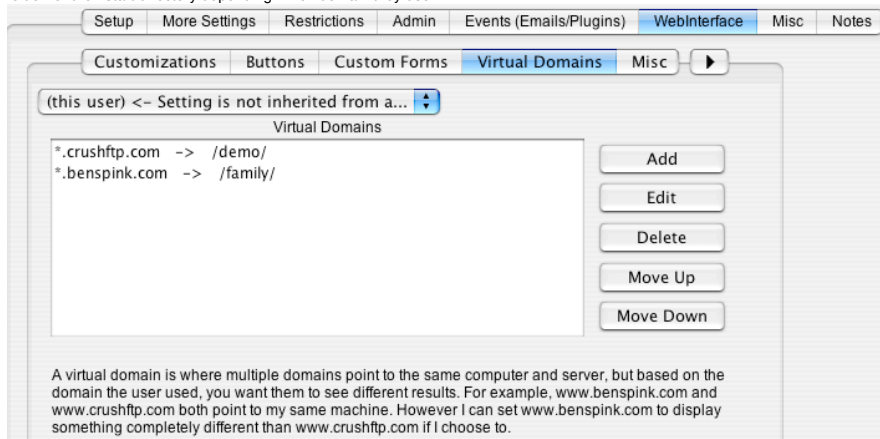 Setup More Settings Restrictions Admin Events (Emails/Plugins) WebInterface Misc Notes
Customizations Buttons Custom Forms Virtual Domains Misc
(this user) <- Setting is not inherited from a...
Virtual Domains
*.crushftp.com -> /demo/
*.benspink.com -> /family/
Add
Edit
Delete
Move Up
Move Down
A virtual domain is where multiple domains point to the same computer and server, but based on the
domain the user used, you want them to see different results. For example, www.benspink.com and
www.crushftp.com both point to my same machine. However I can set www.benspink.com to display
something completely different than www.crushftp.com if I choose to.